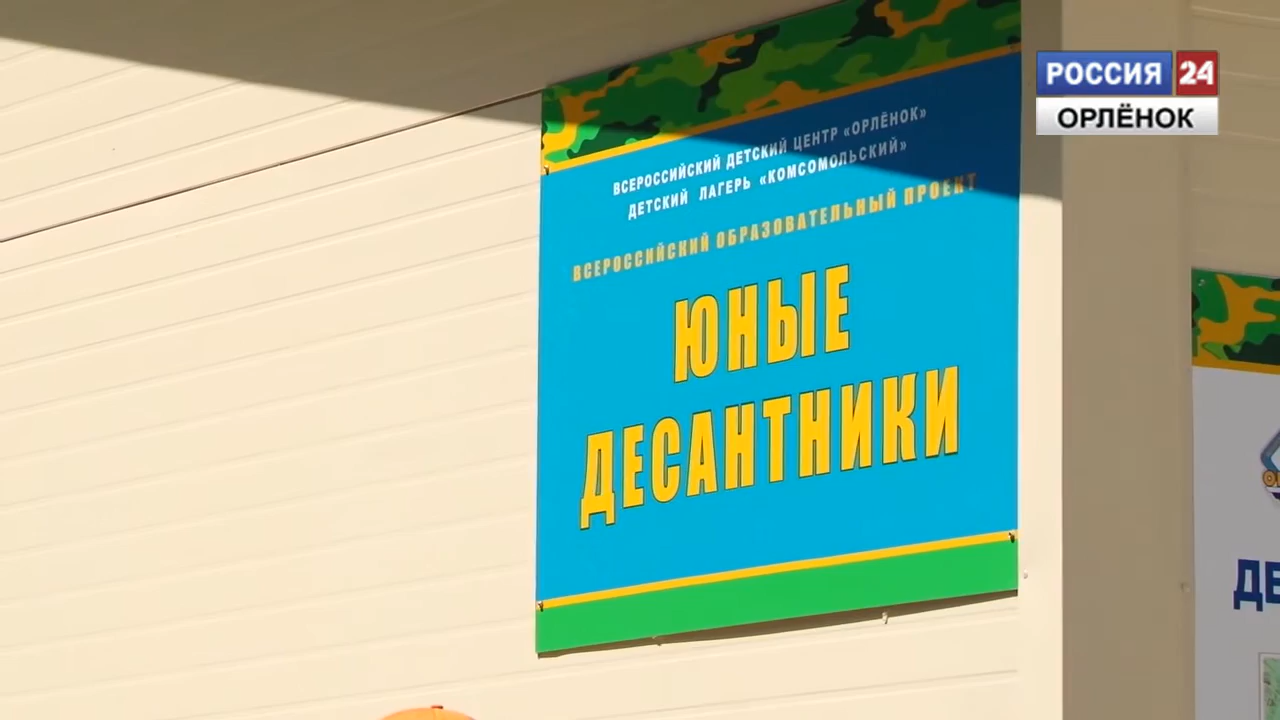 РОССИЯ 24
ОРЛЁНОК
ВСЕРОССИЙСКИЙ ДЕТСКИЙ ЦЕНТР «ОРЛЁНОК»
ДЕТСКИЙ ЛАГЕРЬ «КОМСОМОЛЬСКИЙ»
ВСЕРОССИЙСКИЙ ОБРАЗОВАТЕЛЬНЫЙ ПРОЕКТ
ЮНЫЕ
ДЕСАНТНИКИ